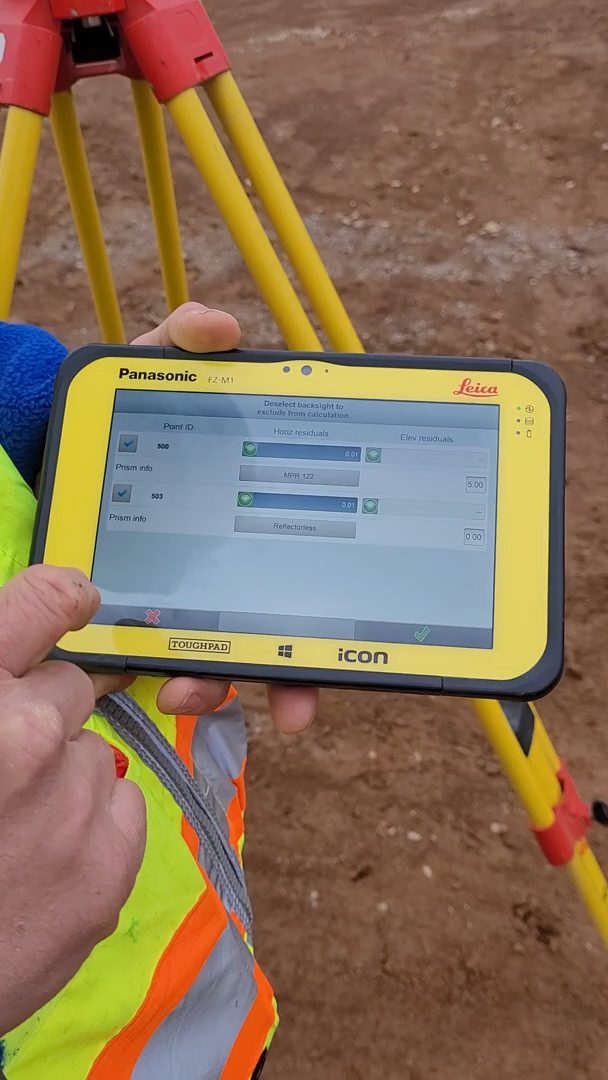 Panasonic FZ-M1
Leica
Deselect backsight to
exclude from calculation
Point ID Horiz residuals Elev residuals
500 0.01 --
Prism info MPR 122 5.00
503 0.01 --
Prism info Reflectorless 0.00
TOUGHPAD iCON